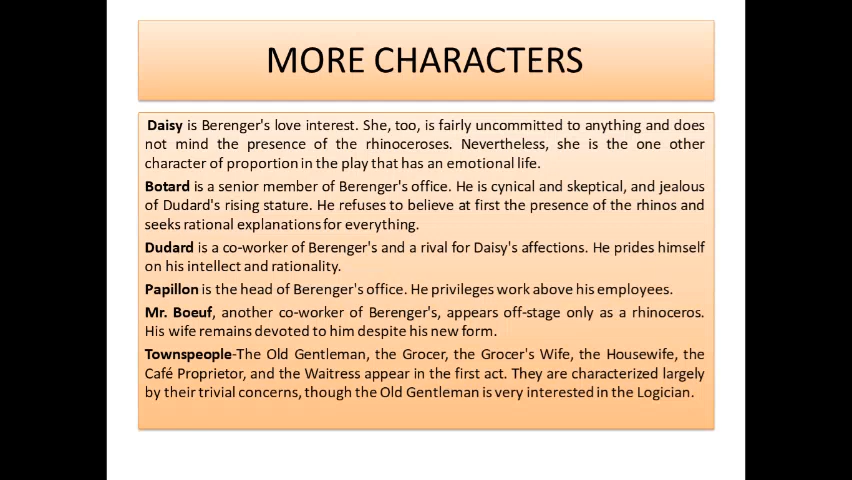 MORE CHARACTERS
Daisy is Berenger's love interest. She, too, is fairly uncommitted to anything and does
not mind the presence of the rhinoceroses. Nevertheless, she is the one other
character of proportion in the play that has an emotional life.
Botard is a senior member of Berenger's office. He is cynical and skeptical, and jealous
of Dudard's rising stature. He refuses to believe at first the presence of the rhinos and
seeks rational explanations for everything.
Dudard is a co-worker of Berenger's and a rival for Daisy's affections. He prides himself
on his intellect and rationality.
Papillon is the head of Berenger's office. He privileges work above his employees.
Mr. Boeuf, another co-worker of Berenger's, appears off-stage only as a rhinoceros.
His wife remains devoted to him despite his new form.
Townspeople-The Old Gentleman, the Grocer, the Grocer's Wife, the Housewife, the
Café Proprietor, and the Waitress appear in the first act. They are characterized largely
by their trivial concerns, though the Old Gentleman is very interested in the Logician.